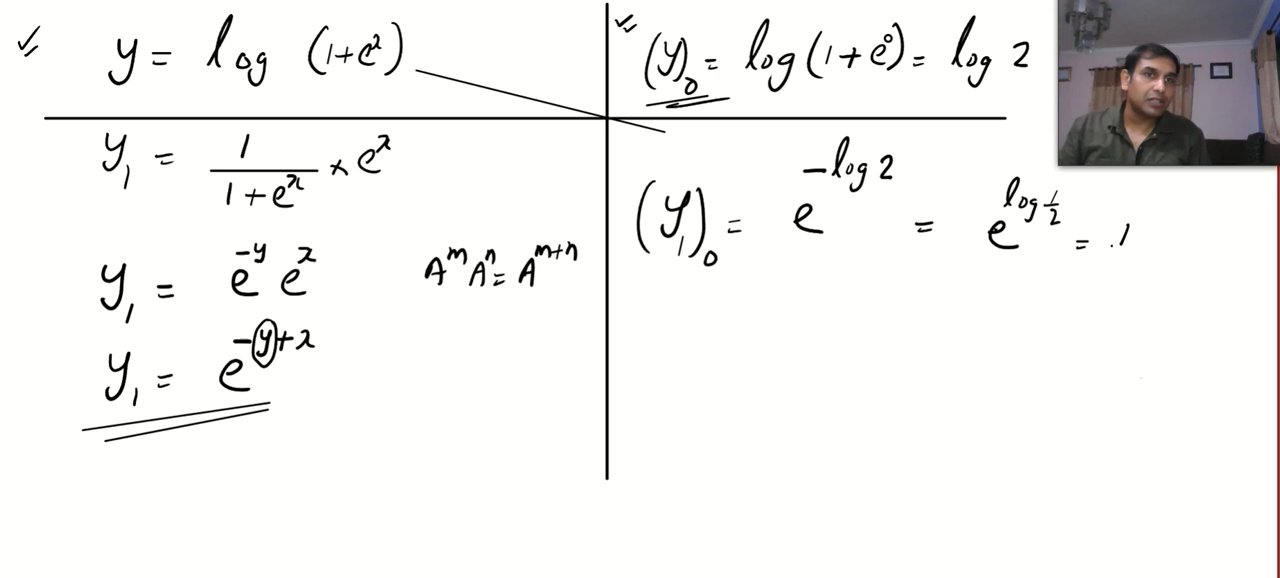 y = log (1+eˣ)
y₁ = 1/(1+eˣ) × eˣ
y₁ = e^(-y) eˣ
AᵐAⁿ = Aᵐ⁺ⁿ
y₁ = e^(-y+x)
(y)₀ = log(1+e⁰) = log 2
(y₁)₀ = e^(-log 2) = e^(log 1/2) =